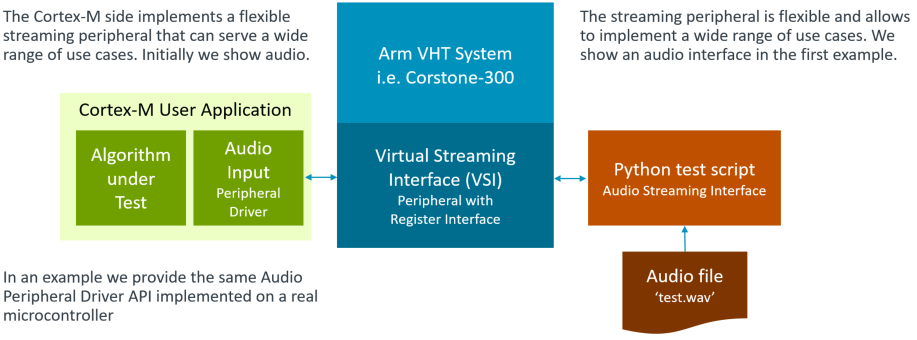 The Cortex-M side implements a flexible
streaming peripheral that can serve a wide
range of use cases. Initially we show audio.
Arm VHT System
i.e. Corstone-300
The streaming peripheral is flexible and allows
to implement a wide range of use cases. We
show an audio interface in the first example.
Cortex-M User Application
Algorithm
under
Test
Audio
Input
Peripheral
Driver
Virtual Streaming
Interface (VSI)
Peripheral with
Register Interface
Python test script
Audio Streaming Interface
Audio file
‘test.wav’
In an example we provide the same Audio
Peripheral Driver API implemented on a real
microcontroller